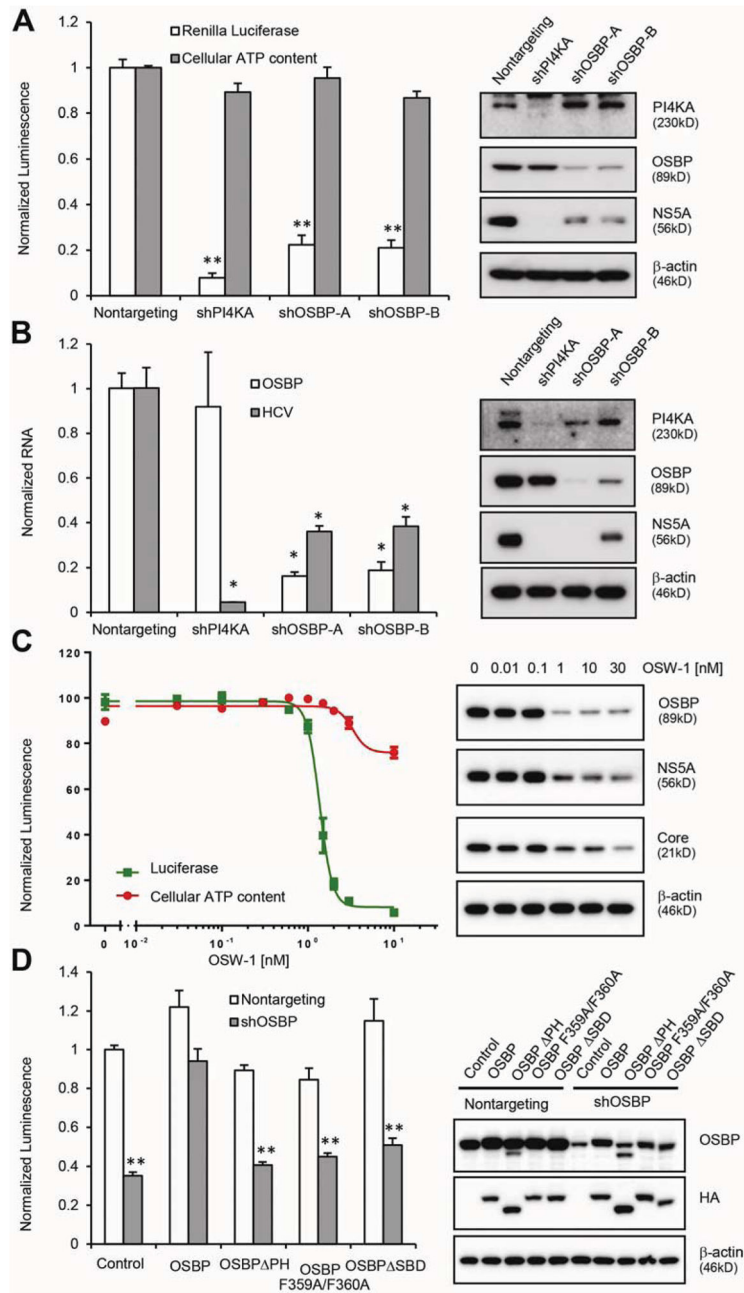 A
Normalized Luminescence
1.2
1
0.8
0.6
0.4
0.2
0
Renilla Luciferase
Cellular ATP content
**
**
**
Nontargeting
shPI4KA
shOSBP-A
shOSBP-B
Nontargeting
shPI4KA
shOSBP-A
shOSBP-B
PI4KA
(230kD)
OSBP
(89kD)
NS5A
(56kD)
β-actin
(46kD)
B
Normalized RNA
1.2
1
0.8
0.6
0.4
0.2
0
OSBP
HCV
*
*
*
*
*
Nontargeting
shPI4KA
shOSBP-A
shOSBP-B
Nontargeting
shPI4KA
shOSBP-A
shOSBP-B
PI4KA
(230kD)
OSBP
(89kD)
NS5A
(56kD)
β-actin
(46kD)
C
Normalized Luminescence
120
100
80
60
40
20
0
Luciferase
Cellular ATP content
0 10-2 10-1 100 101
OSW-1 [nM]
0 0.01 0.1 1 10 30
OSW-1 [nM]
OSBP
(89kD)
NS5A
(56kD)
Core
(21kD)
β-actin
(46kD)
D
Normalized Luminescence
1.4
1.2
1
0.8
0.6
0.4
0.2
0
Nontargeting
shOSBP
**
**
**
**
Control
OSBP
OSBPΔPH
OSBP
F359A/F360A
OSBPΔSBD
Control
OSBP
OSBP ΔPH
OSBP F359A/F360A
OSBP ΔSBD
Control
OSBP
OSBP ΔPH
OSBP F359A/F360A
OSBP ΔSBD
Nontargeting
shOSBP
OSBP
HA
β-actin
(46kD)